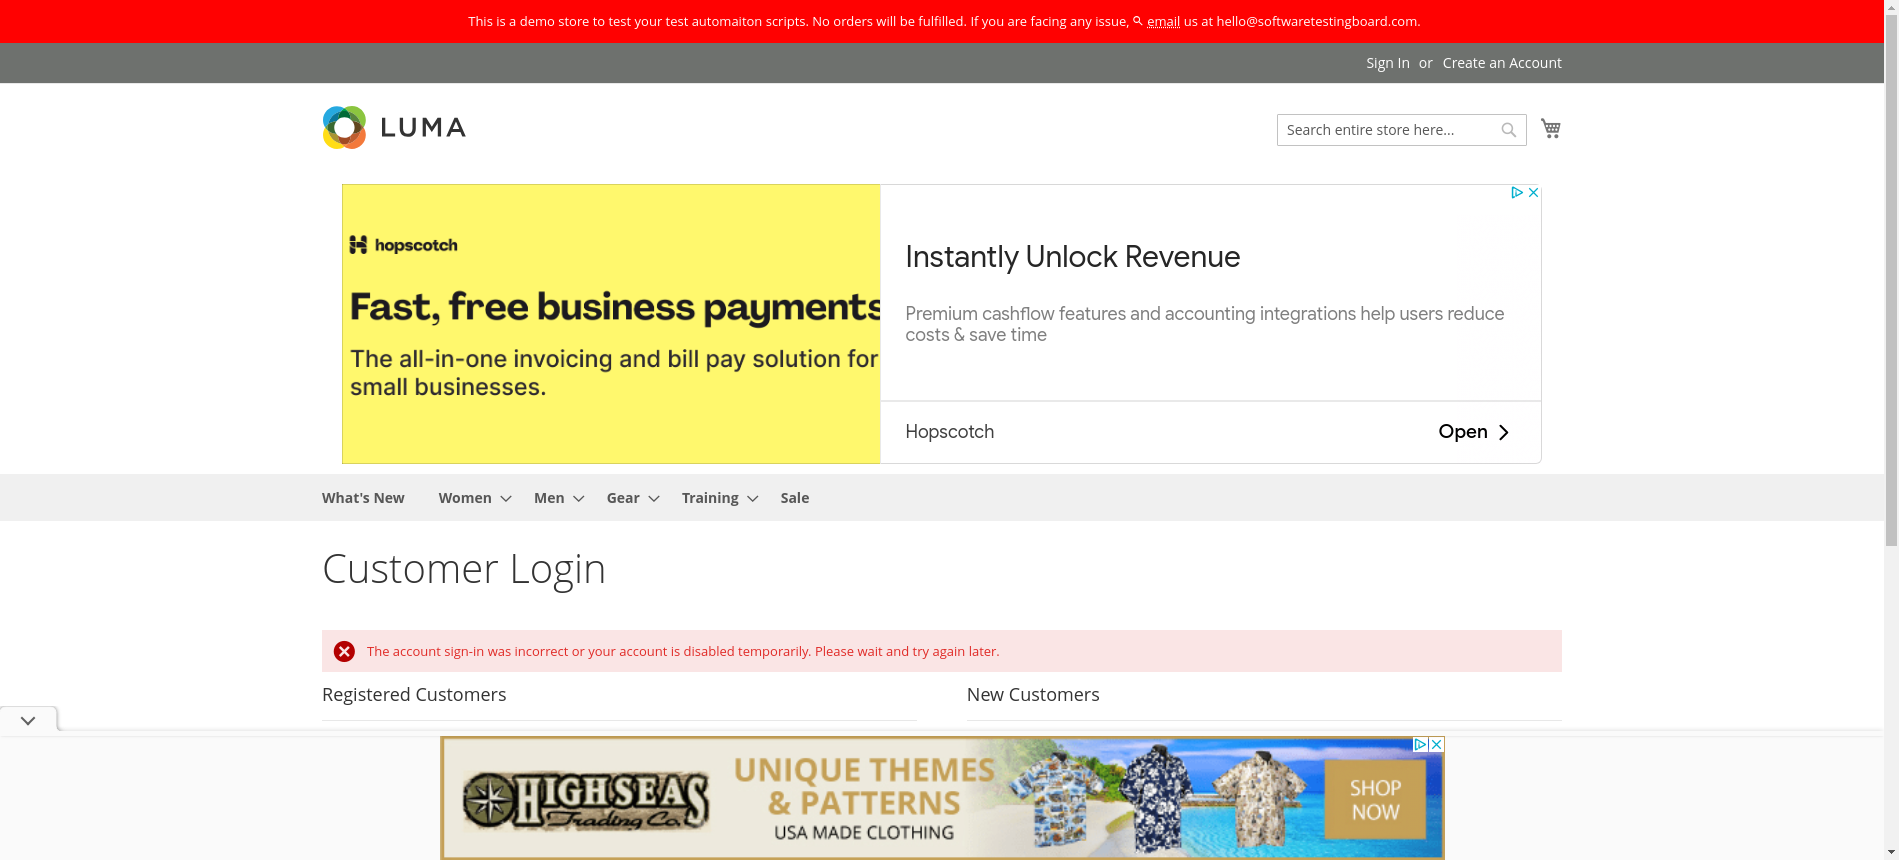 This is a demo store to test your test automaiton scripts. No orders will be fulfilled. If you are facing any issue, email us at hello@softwaretestingboard.com.
Sign In or Create an Account
LUMA
Search entire store here...
hopscotch
Fast, free business payments
The all-in-one invoicing and bill pay solution for
small businesses.
Instantly Unlock Revenue
Premium cashflow features and accounting integrations help users reduce
costs & save time
Hopscotch
Open
What's New Women Men Gear Training Sale
Customer Login
The account sign-in was incorrect or your account is disabled temporarily. Please wait and try again later.
Registered Customers
New Customers
HIGH SEAS
Trading Co.
UNIQUE THEMES
& PATTERNS
USA MADE CLOTHING
SHOP
NOW